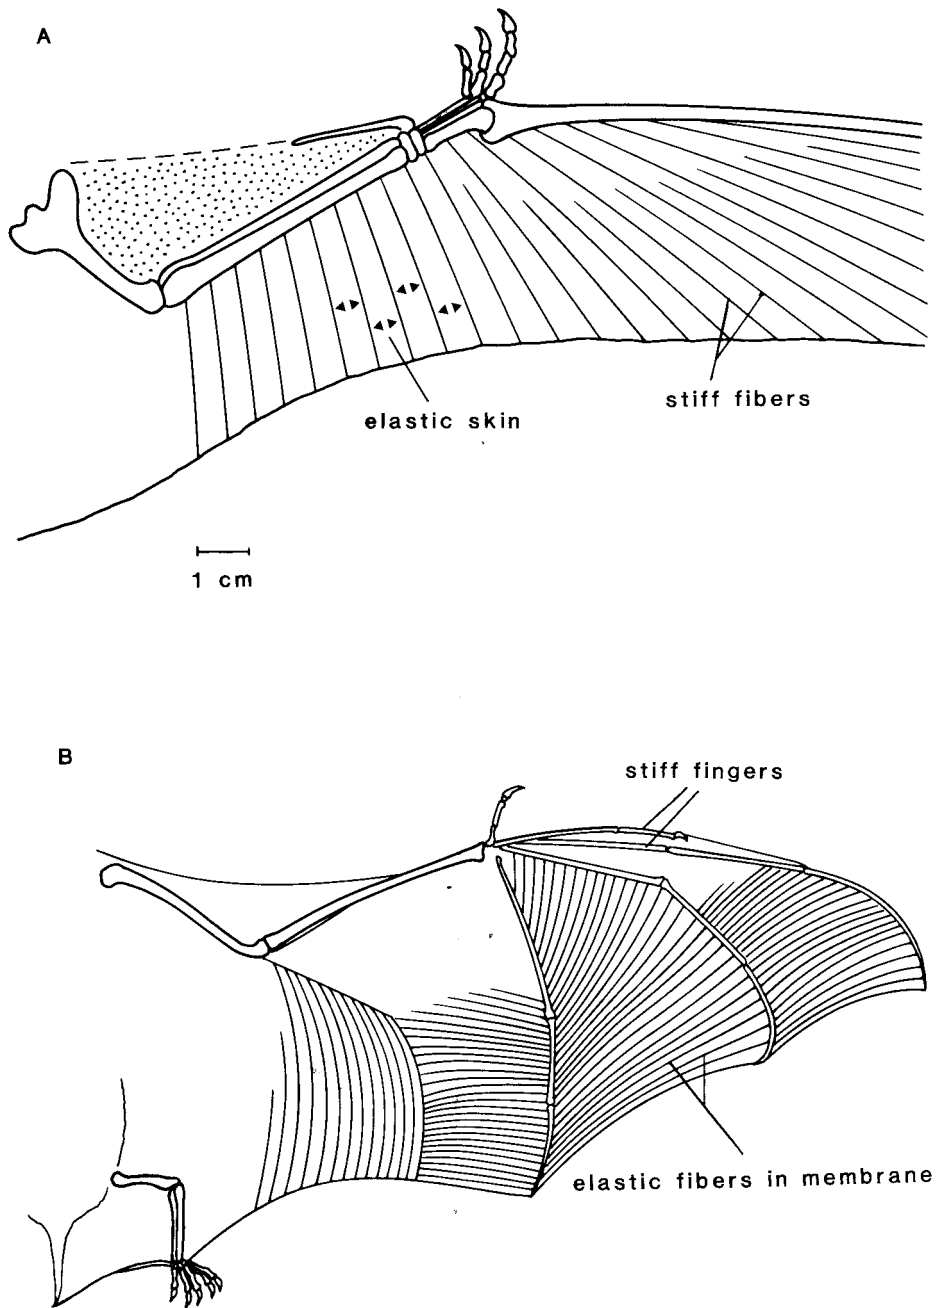 A
elastic skin
stiff fibers
1 cm
B
stiff fingers
elastic fibers in membrane